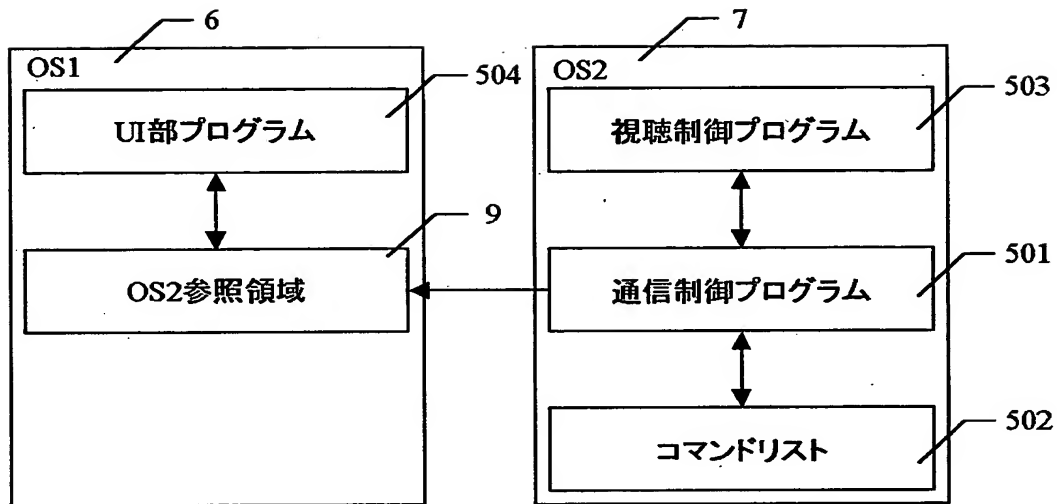 6
OS1
504
UI部プログラム
9
OS2参照領域
7
OS2
503
視聴制御プログラム
501
通信制御プログラム
502
コマンドリスト